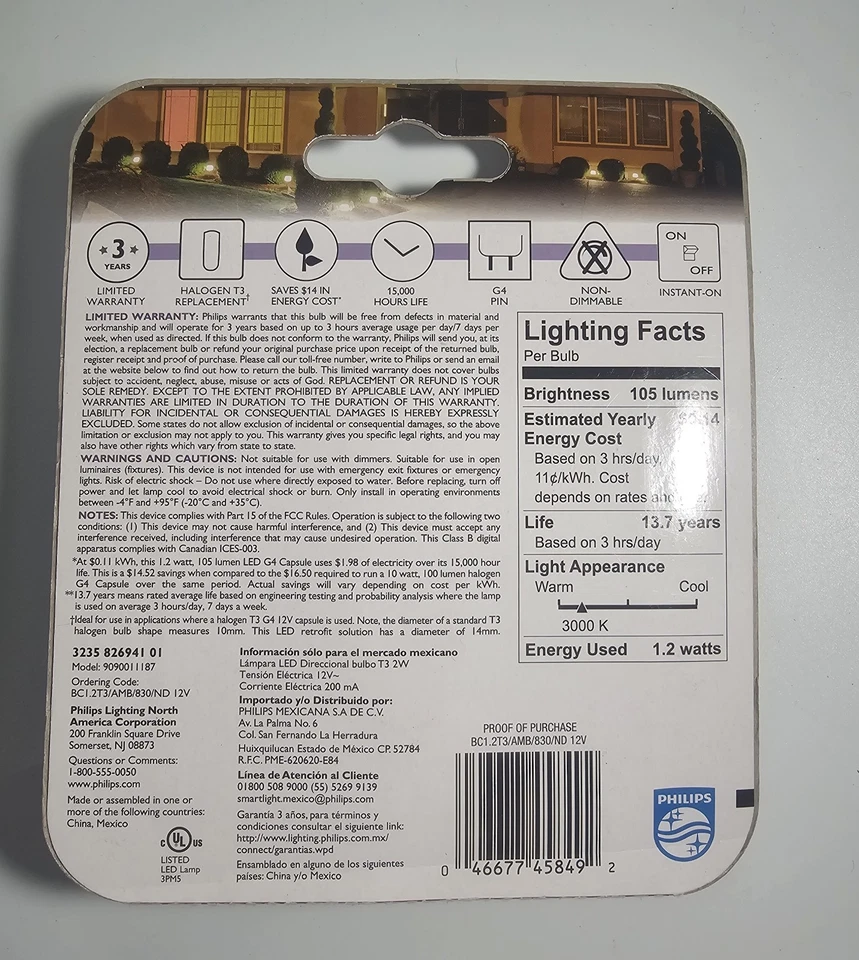 3
YEARS
ON
OFF
LIMITED
WARRANTY
HALOGEN T3
REPLACEMENT†
SAVES $14 IN
ENERGY COST*
15,000
HOURS LIFE
G4
PIN
NON-
DIMMABLE
INSTANT-ON
LIMITED WARRANTY: Philips warrants that this bulb will be free from defects in material and
workmanship and will operate for 3 years based on up to 3 hours average usage per day/7 days per
week, when used as directed. If this bulb does not conform to the warranty, Philips will send you, at its
election, a replacement bulb or refund your original purchase price upon receipt of the returned bulb,
register receipt and proof of purchase. Please call our toll-free number, write to Philips or send an email
at the website below to find out how to return the bulb. This limited warranty does not cover bulbs
subject to accident, neglect, abuse, misuse or acts of God. REPLACEMENT OR REFUND IS YOUR
SOLE REMEDY. EXCEPT TO THE EXTENT PROHIBITED BY APPLICABLE LAW, ANY IMPLIED
WARRANTIES ARE LIMITED IN DURATION TO THE DURATION OF THIS WARRANTY.
LIABILITY FOR INCIDENTAL OR CONSEQUENTIAL DAMAGES IS HEREBY EXPRESSLY
EXCLUDED. Some states do not allow exclusion of incidental or consequential damages, so the above
limitation or exclusion may not apply to you. This warranty gives you specific legal rights, and you may
also have other rights which vary from state to state.
WARNINGS AND CAUTIONS: Not suitable for use with dimmers. Suitable for use in open
luminaires (fixtures). This device is not intended for use with emergency exit fixtures or emergency
lights. Risk of electric shock – Do not use where directly exposed to water. Before replacing, turn off
power and let lamp cool to avoid electrical shock or burn. Only install in operating environments
between -4°F and +95°F (-20°C and +35°C).
NOTES: This device complies with Part 15 of the FCC Rules. Operation is subject to the following two
conditions: (1) This device may not cause harmful interference, and (2) This device must accept any
interference received, including interference that may cause undesired operation. This Class B digital
apparatus complies with Canadian ICES-003.
*At $0.11 kWh, this 1.2 watt, 105 lumen LED G4 Capsule uses $1.98 of electricity over its 15,000 hour
life. This is a $14.52 savings when compared to the $16.50 required to run a 10 watt, 100 lumen halogen
G4 Capsule over the same period. Actual savings will vary depending on cost per kWh.
**13.7 years means rated average life based on engineering testing and probability analysis where the lamp
is used on average 3 hours/day, 7 days a week.
†Ideal for use in applications where a halogen T3 G4 12V capsule is used. Note, the diameter of a standard T3
halogen bulb shape measures 10mm. This LED retrofit solution has a diameter of 14mm.
Lighting Facts
Per Bulb
Brightness 105 lumens
Estimated Yearly
Energy Cost
Based on 3 hrs/day,
11¢/kWh. Cost
depends on rates and
Life 13.7 years
Based on 3 hrs/day
Light Appearance
Warm Cool
3000 K
Energy Used 1.2 watts
3235 826941 01
Model: 9090011187
Ordering Code:
BC1.2T3/AMB/830/ND 12V
Philips Lighting North
America Corporation
200 Franklin Square Drive
Somerset, NJ 08873
Questions or Comments:
1-800-555-0050
www.philips.com
Made or assembled in one or
more of the following countries:
China, Mexico
C UL US
LISTED
LED Lamp
3PM5
Información sólo para el mercado mexicano
Lámpara LED Direccional bulbo T3 2W
Tensión Eléctrica 12V~
Corriente Eléctrica 200 mA
Importado y/o Distribuido por:
PHILIPS MEXICANA S.A DE C.V.
Av. La Palma No. 6
Col. San Fernando La Herradura
Huixquilucan Estado de México C.P. 52784
R.F.C. PME-620620-E84
Línea de Atención al Cliente
01800 508 9000 (55) 5269 9139
smartlight.mexico@philips.com
Garantía 3 años, para términos y
condiciones consultar el siguiente link:
http://www.lighting.philips.com.mx/
connect/garantias.wpd
Ensamblado en alguno de los siguientes
países: China y/o Mexico
PROOF OF PURCHASE
BC1.2T3/AMB/830/ND 12V
0 46677 45849 2
PHILIPS